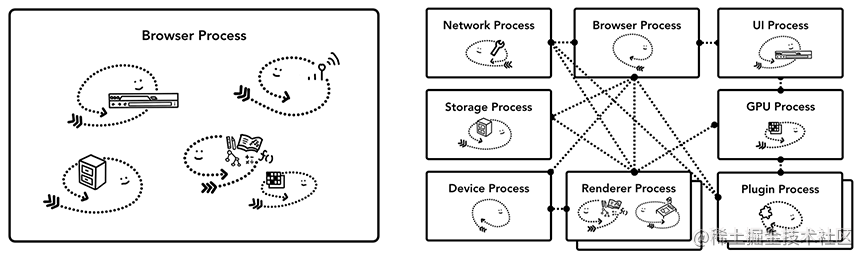 Browser Process
Network Process
Browser Process
UI Process
Storage Process
GPU Process
Device Process
Renderer Process
Plugin Process
f()
f()
@稀土掘金技术社区